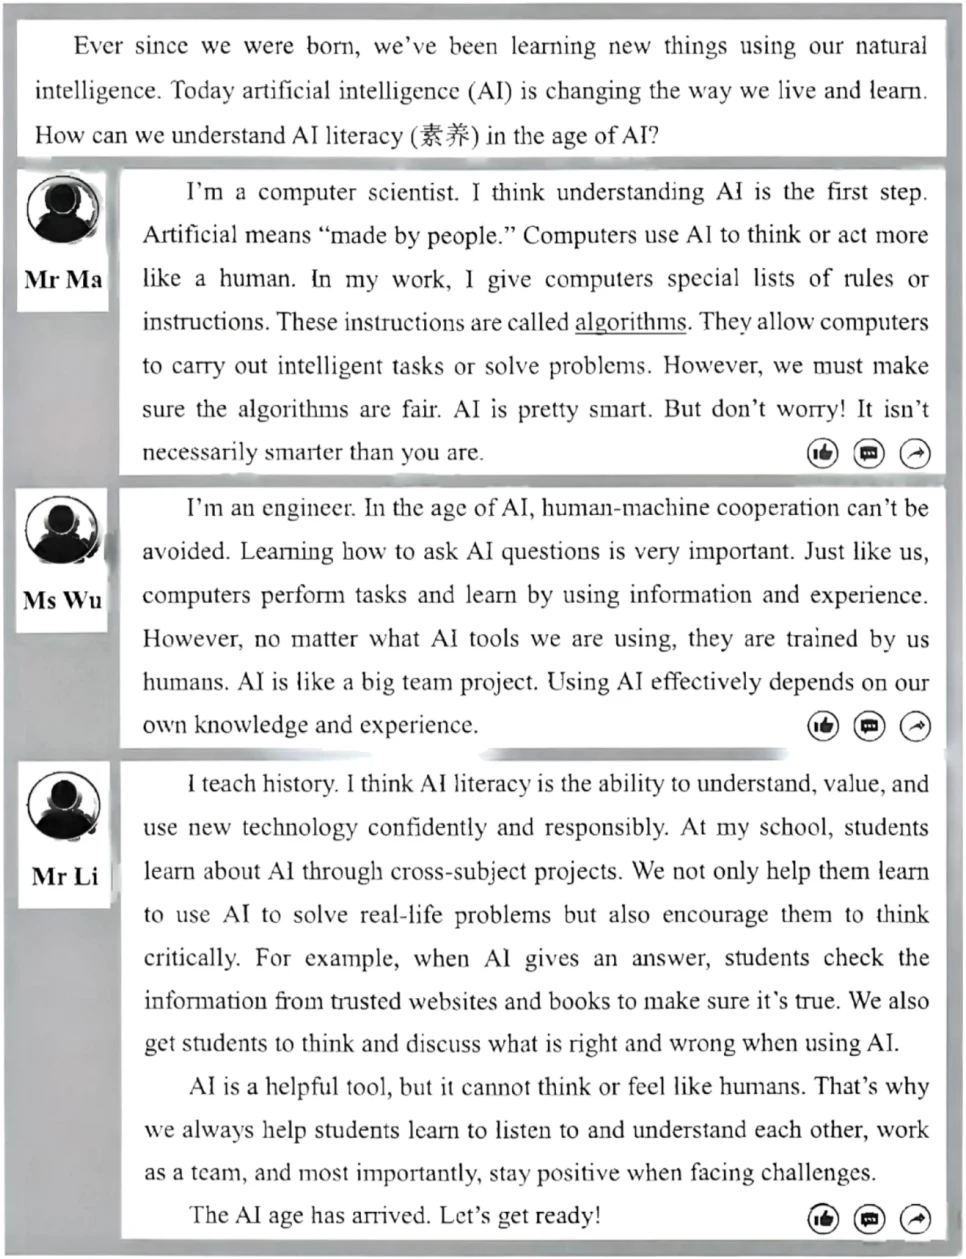 Ever since we were born, we've been learning new things using our natural
intelligence. Today artificial intelligence (AI) is changing the way we live and learn.
How can we understand AI literacy (素养) in the age of AI?
Mr Ma
I'm a computer scientist. I think understanding AI is the first step.
Artificial means “made by people.” Computers use AI to think or act more
like a human. In my work, I give computers special lists of rules or
instructions. These instructions are called algorithms. They allow computers
to carry out intelligent tasks or solve problems. However, we must make
sure the algorithms are fair. AI is pretty smart. But don't worry! It isn't
necessarily smarter than you are.
Ms Wu
I'm an engineer. In the age of AI, human-machine cooperation can't be
avoided. Learning how to ask AI questions is very important. Just like us,
computers perform tasks and learn by using information and experience.
However, no matter what AI tools we are using, they are trained by us
humans. AI is like a big team project. Using AI effectively depends on our
own knowledge and experience.
Mr Li
I teach history. I think AI literacy is the ability to understand, value, and
use new technology confidently and responsibly. At my school, students
learn about AI through cross-subject projects. We not only help them learn
to use AI to solve real-life problems but also encourage them to think
critically. For example, when AI gives an answer, students check the
information from trusted websites and books to make sure it's true. We also
get students to think and discuss what is right and wrong when using AI.
AI is a helpful tool, but it cannot think or feel like humans. That's why
we always help students learn to listen to and understand each other, work
as a team, and most importantly, stay positive when facing challenges.
The AI age has arrived. Let's get ready!